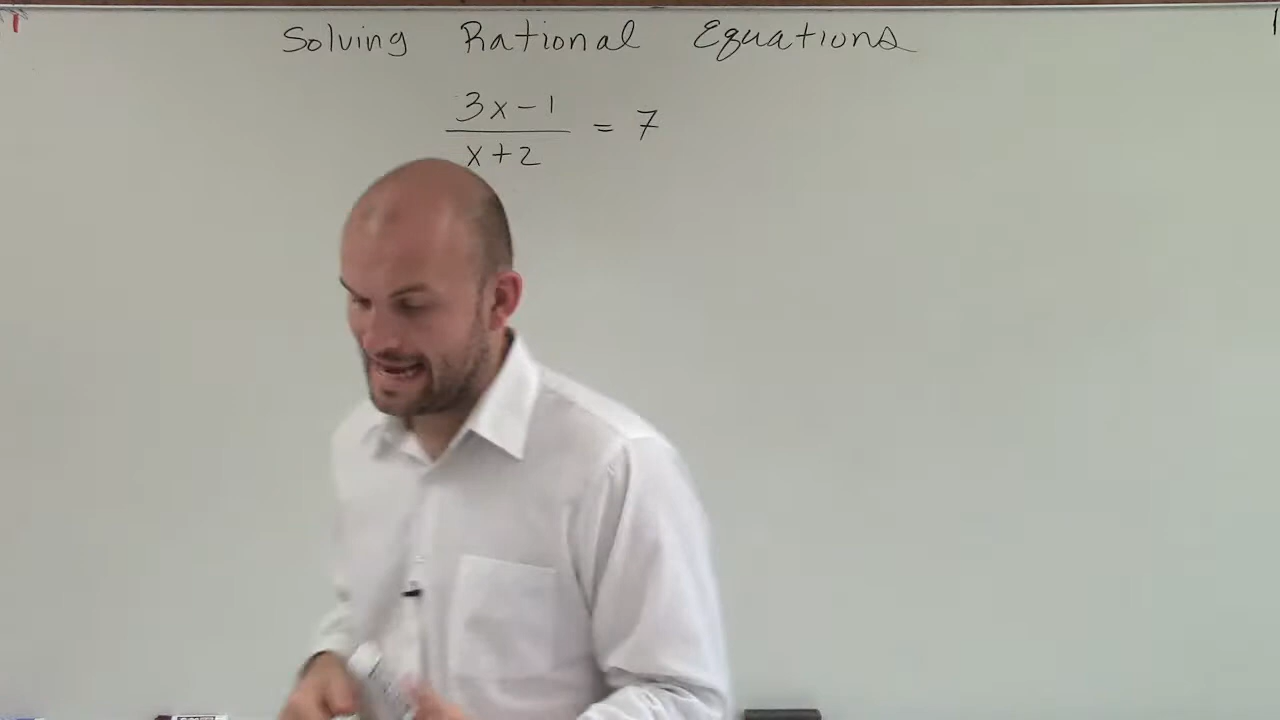 Solving Rational Equations
3x-1
x+2
= 7